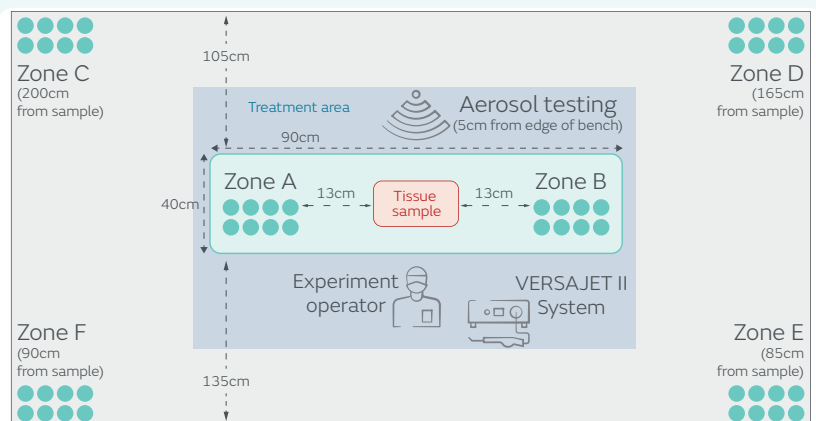 Zone C
(200cm
from sample)
105cm
Zone D
(165cm
from sample)
Treatment area
Aerosol testing
(5cm from edge of bench)
90cm
40cm
Zone A
13cm
Tissue
sample
13cm
Zone B
Experiment
operator
VERSAJET II
System
Zone F
(90cm
from sample)
135cm
Zone E
(85cm
from sample)